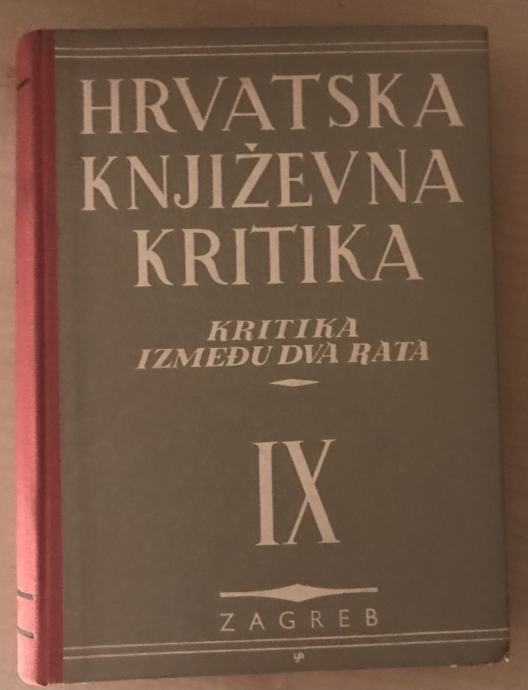 HRVATSKA
KNJIŽEVNA
KRITIKA
KRITIKA
IZMEĐU DVA RATA
IX
ZAGREB